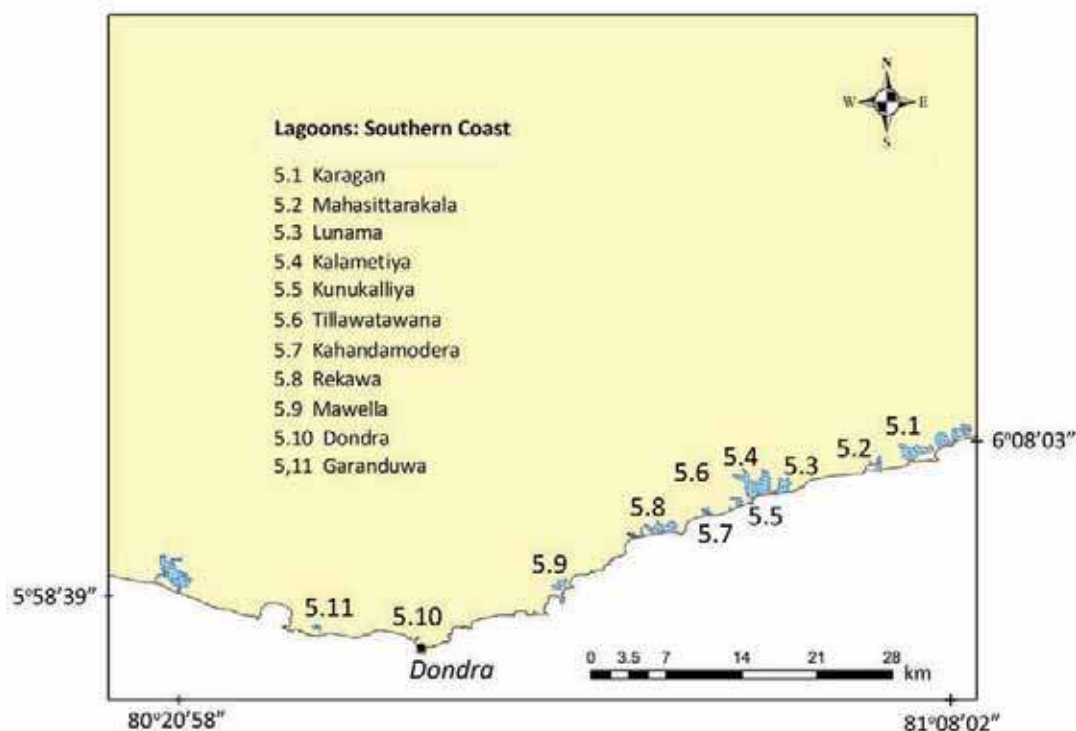 N
W E
S
Lagoons: Southern Coast
5.1 Karagan
5.2 Mahasittarakala
5.3 Lunama
5.4 Kalametiya
5.5 Kunukalliya
5.6 Tillawatawana
5.7 Kahandamodera
5.8 Rekawa
5.9 Mawella
5.10 Dondra
5,11 Garanduwa
5.1
6°08'03"
5.2
5.4
5.3
5.6
5.5
5.8
5.7
5.9
5°58'39"
5.11
5.10
Dondra
0 3.5 7 14 21 28
km
80°20'58"
81°08'02"